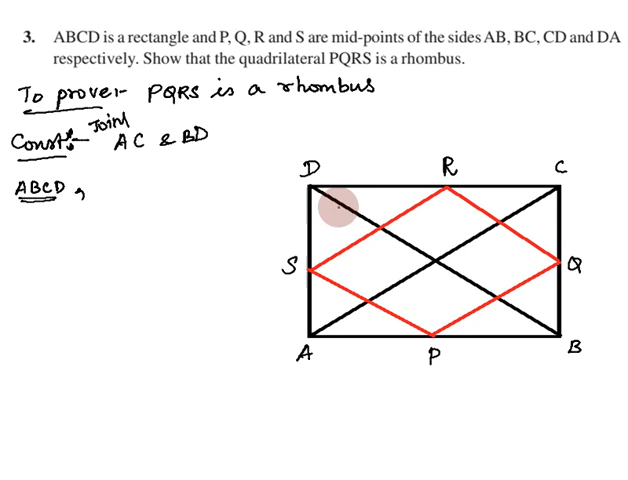 3. ABCD is a rectangle and P, Q, R and S are mid-points of the sides AB, BC, CD and DA
respectively. Show that the quadrilateral PQRS is a rhombus.
To prove:- PQRS is a rhombus
Const:- Join AC & BD
ABCD,
D R C
S Q
A P B